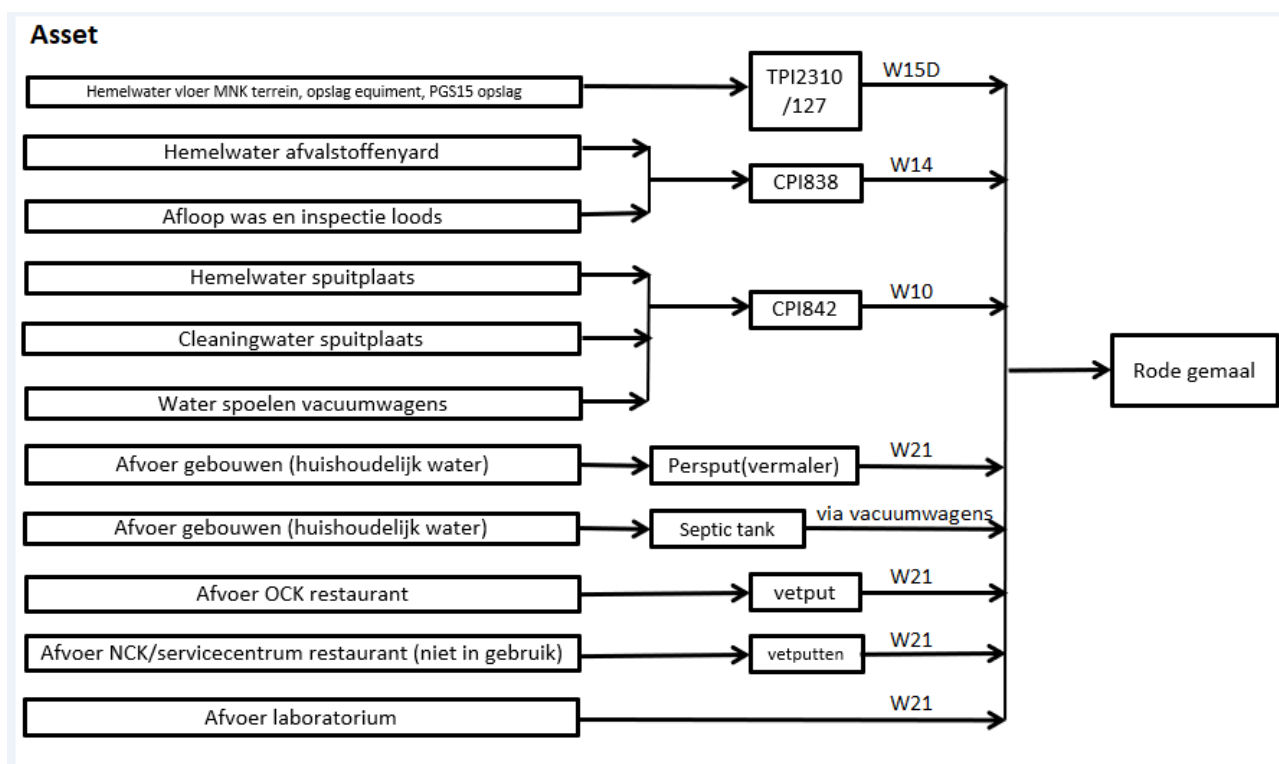 Asset
Hemelwater vloer MNK terrein, opslag equiment, PGS15 opslag
TPI2310
/127
W15D
Hemelwater afvalstoffenyard
Afloop was en inspectie loods
CPI838
W14
Hemelwater spuitplaats
Cleaningwater spuitplaats
Water spoelen vacuumwagens
CPI842
W10
Rode gemaal
Afvoer gebouwen (huishoudelijk water)
Persput(vermaler)
W21
Afvoer gebouwen (huishoudelijk water)
Septic tank
via vacuumwagens
Afvoer OCK restaurant
vetput
W21
Afvoer NCK/servicecentrum restaurant (niet in gebruik)
vetputten
W21
Afvoer laboratorium
W21